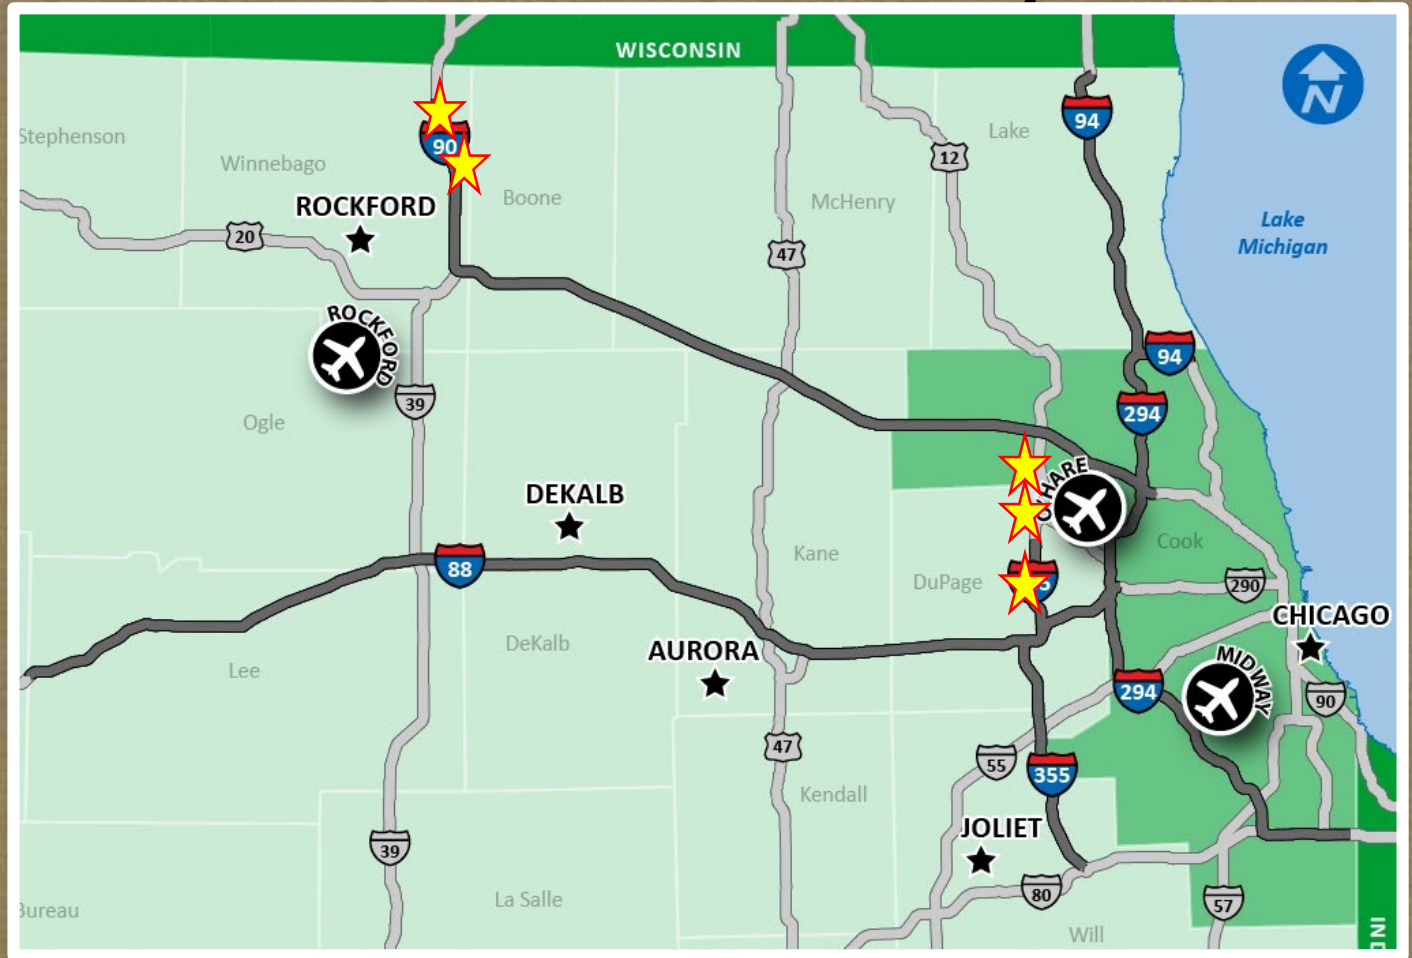 WISCONSIN
N
94
Stephenson
Winnebago
90
Boone
ROCKFORD
20
12
Lake
McHenry
47
Lake
Michigan
ROCKFORD
39
Ogle
94
294
DEKALB
O'HARE
Kane
Cook
88
DuPage
5
290
CHICAGO
DeKalb
Lee
AURORA
294
MIDWAY
90
47
55
355
Kendall
JOLIET
39
80
57
La Salle
Bureau
Will
IND